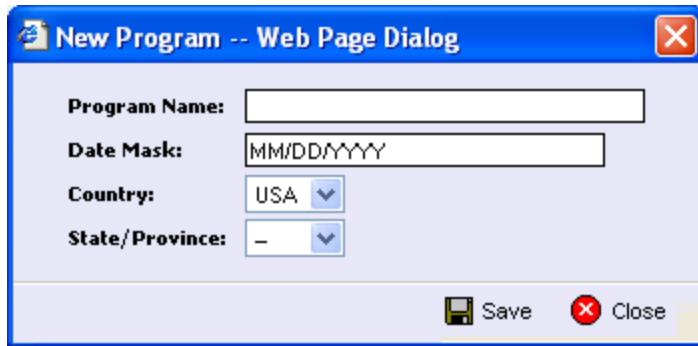 New Program -- Web Page Dialog
Program Name:
Date Mask: MM/DD/YYYY
Country: USA
State/Province: –
Save Close